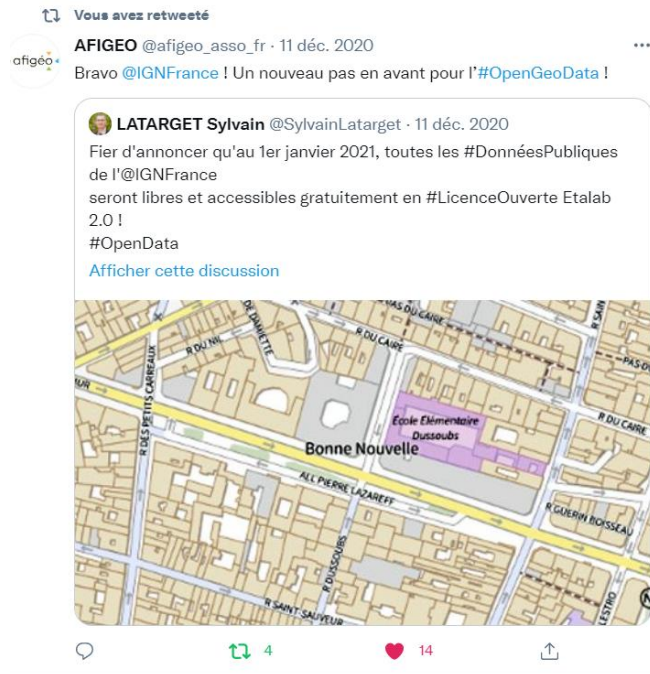 Vous avez retweeté
afigéo
AFIGEO @afigeo_asso_fr · 11 déc. 2020
Bravo @IGNFrance ! Un nouveau pas en avant pour l'#OpenGeoData !
LATARGET Sylvain @SylvainLatarget · 11 déc. 2020
Fier d'annoncer qu'au 1er janvier 2021, toutes les #DonnéesPubliques
de l'@IGNFrance
seront libres et accessibles gratuitement en #LicenceOuverte Etalab
2.0 !
#OpenData
Afficher cette discussion
DE DAMIETTE
R DU CAIRE
R DU NIL
R DES PETITS CARREAUX
R DU CAIRE
École Élémentaire
Dussoubs
Bonne Nouvelle
ALL PIERRE LAZAREFF
R GUERIN BOISSEAU
R DUSSOUBS
R SAINT-SAUVEUR
4
14